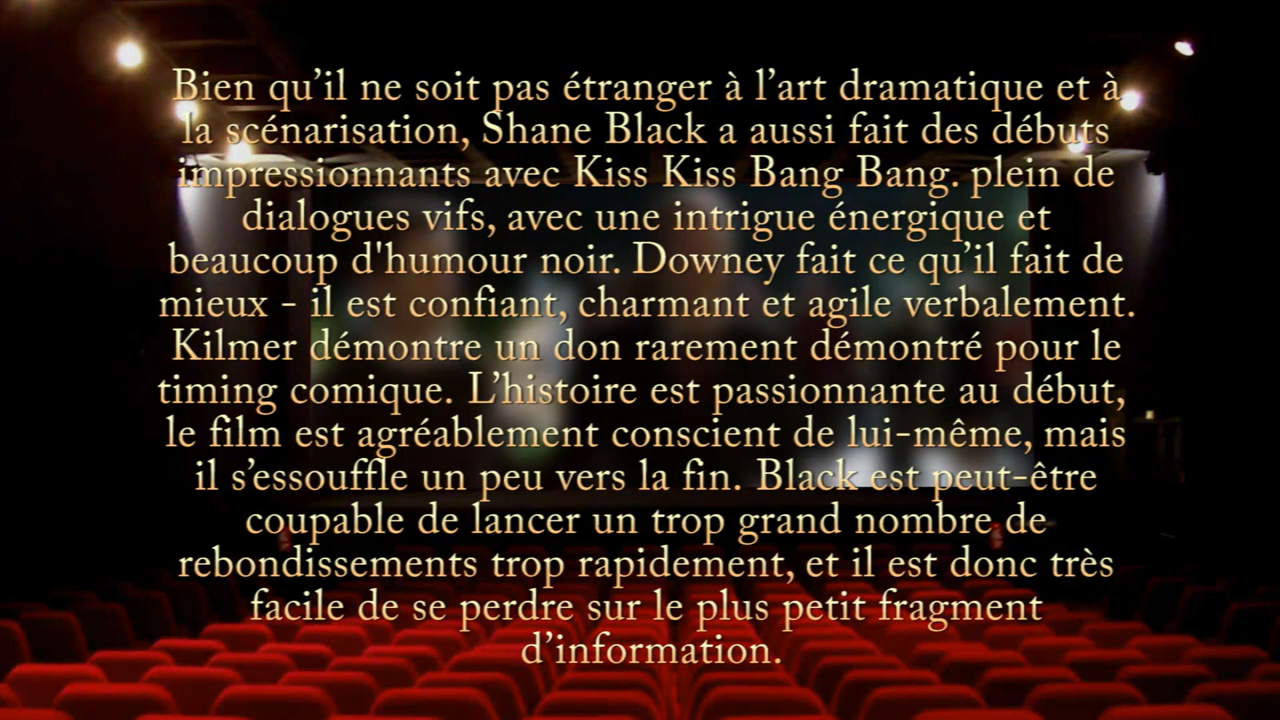 Bien qu’il ne soit pas étranger à l’art dramatique et à
la scénarisation, Shane Black a aussi fait des débuts
impressionnants avec Kiss Kiss Bang Bang. plein de
dialogues vifs, avec une intrigue énergique et
beaucoup d'humour noir. Downey fait ce qu’il fait de
mieux - il est confiant, charmant et agile verbalement.
Kilmer démontre un don rarement démontré pour le
timing comique. L’histoire est passionnante au début,
le film est agréablement conscient de lui-même, mais
il s’essouffle un peu vers la fin. Black est peut-être
coupable de lancer un trop grand nombre de
rebondissements trop rapidement, et il est donc très
facile de se perdre sur le plus petit fragment
d’information.